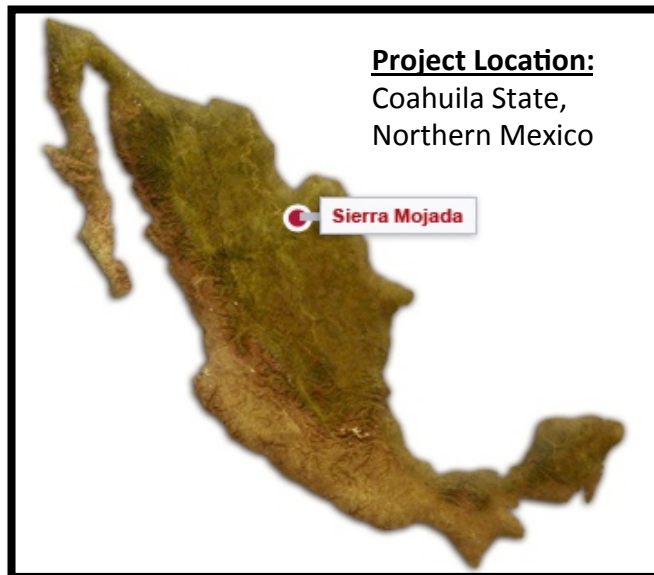 Project Location:
Coahuila State,
Northern Mexico
Sierra Mojada